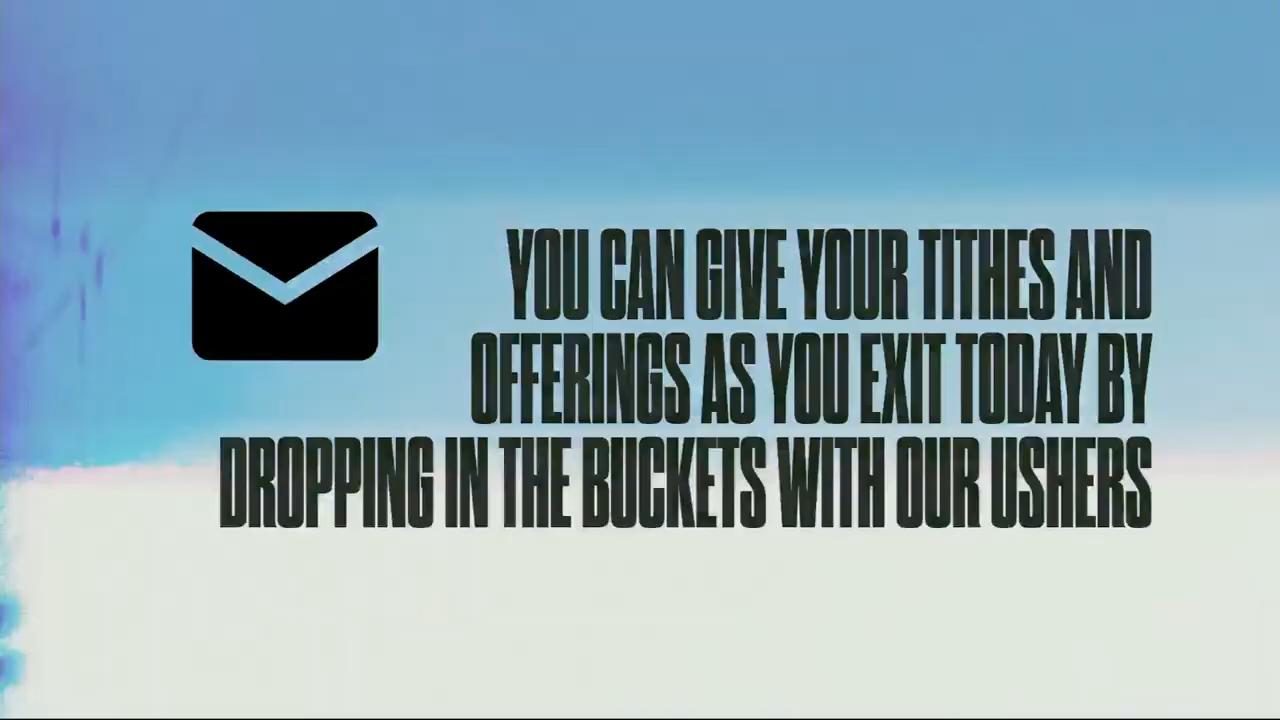 YOU CAN GIVE YOUR TITHES AND
OFFERINGS AS YOU EXIT TODAY BY
DROPPING IN THE BUCKETS WITH OUR USHERS